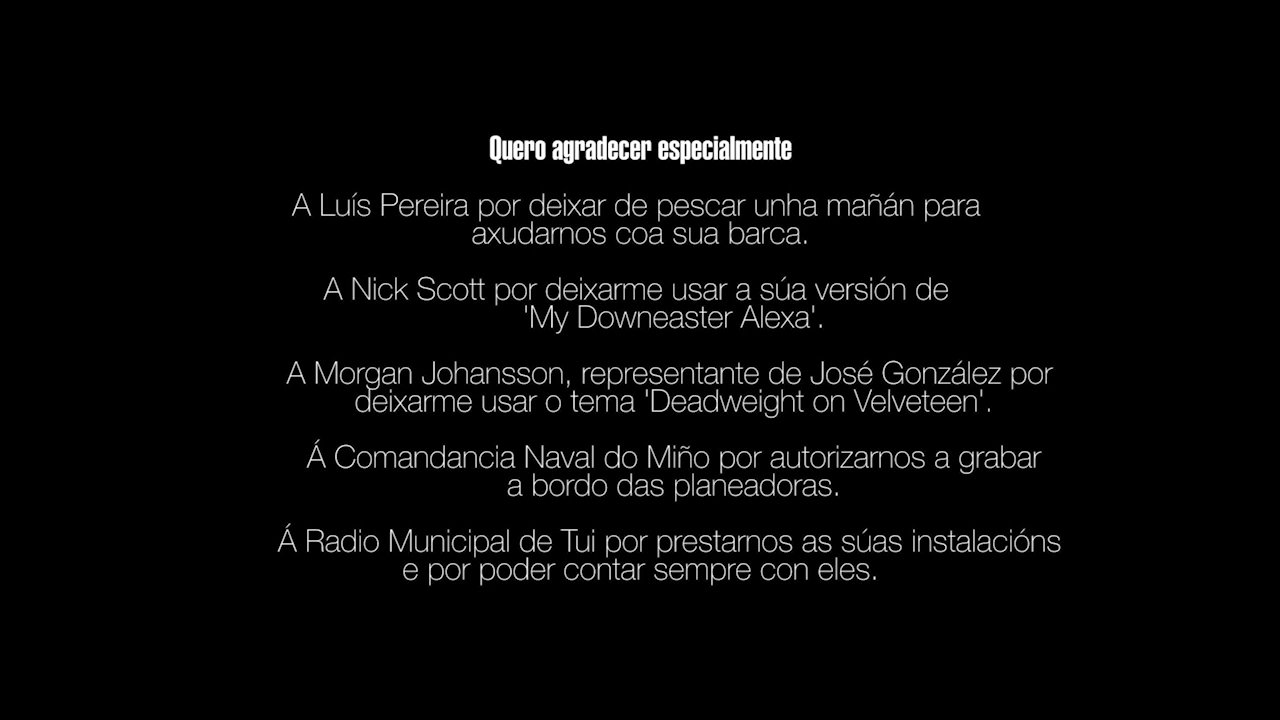 Quero agradecer especialmente
A Luís Pereira por deixar de pescar unha mañán para
axudarnos coa sua barca.
A Nick Scott por deixarme usar a súa versión de
'My Downeaster Alexa'.
A Morgan Johansson, representante de José González por
deixarme usar o tema 'Deadweight on Velveteen'.
Á Comandancia Naval do Miño por autorizarnos a grabar
a bordo das planeadoras.
Á Radio Municipal de Tui por prestarnos as súas instalacións
e por poder contar sempre con eles.